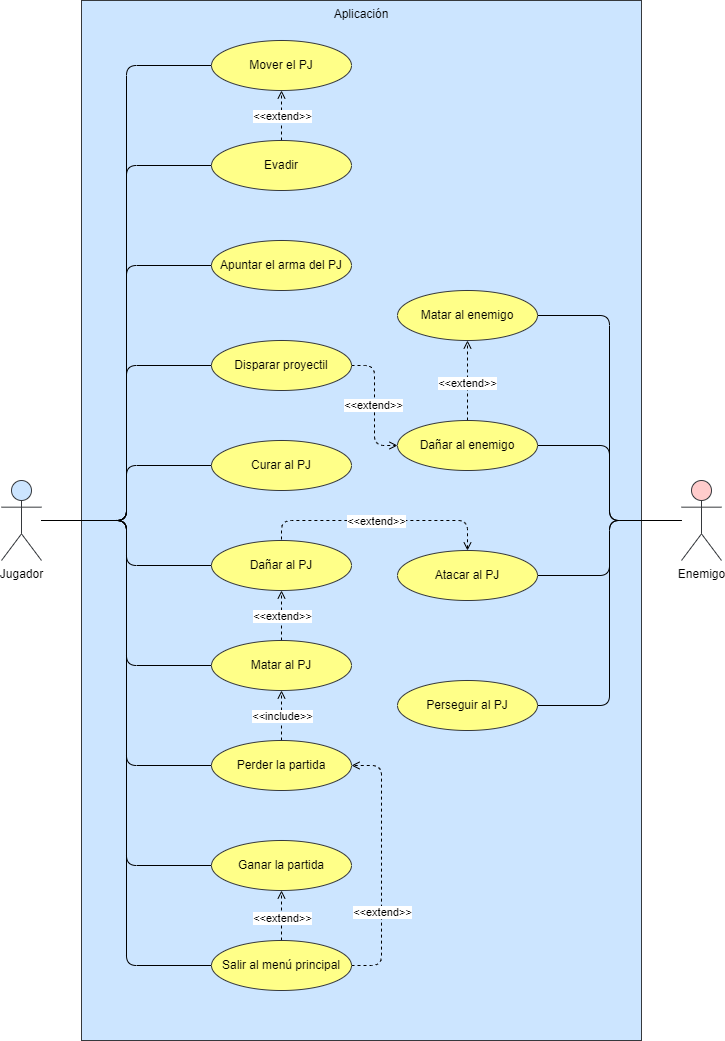 Aplicación
Mover el PJ
<<extend>>
Evadir
Apuntar el arma del PJ
Matar al enemigo
Disparar proyectil
<<extend>>
<<extend>>
Dañar al enemigo
Curar al PJ
Jugador
<<extend>>
Dañar al PJ
Atacar al PJ
Enemigo
<<extend>>
Matar al PJ
Perseguir al PJ
<<include>>
Perder la partida
Ganar la partida
<<extend>>
<<extend>>
Salir al menú principal